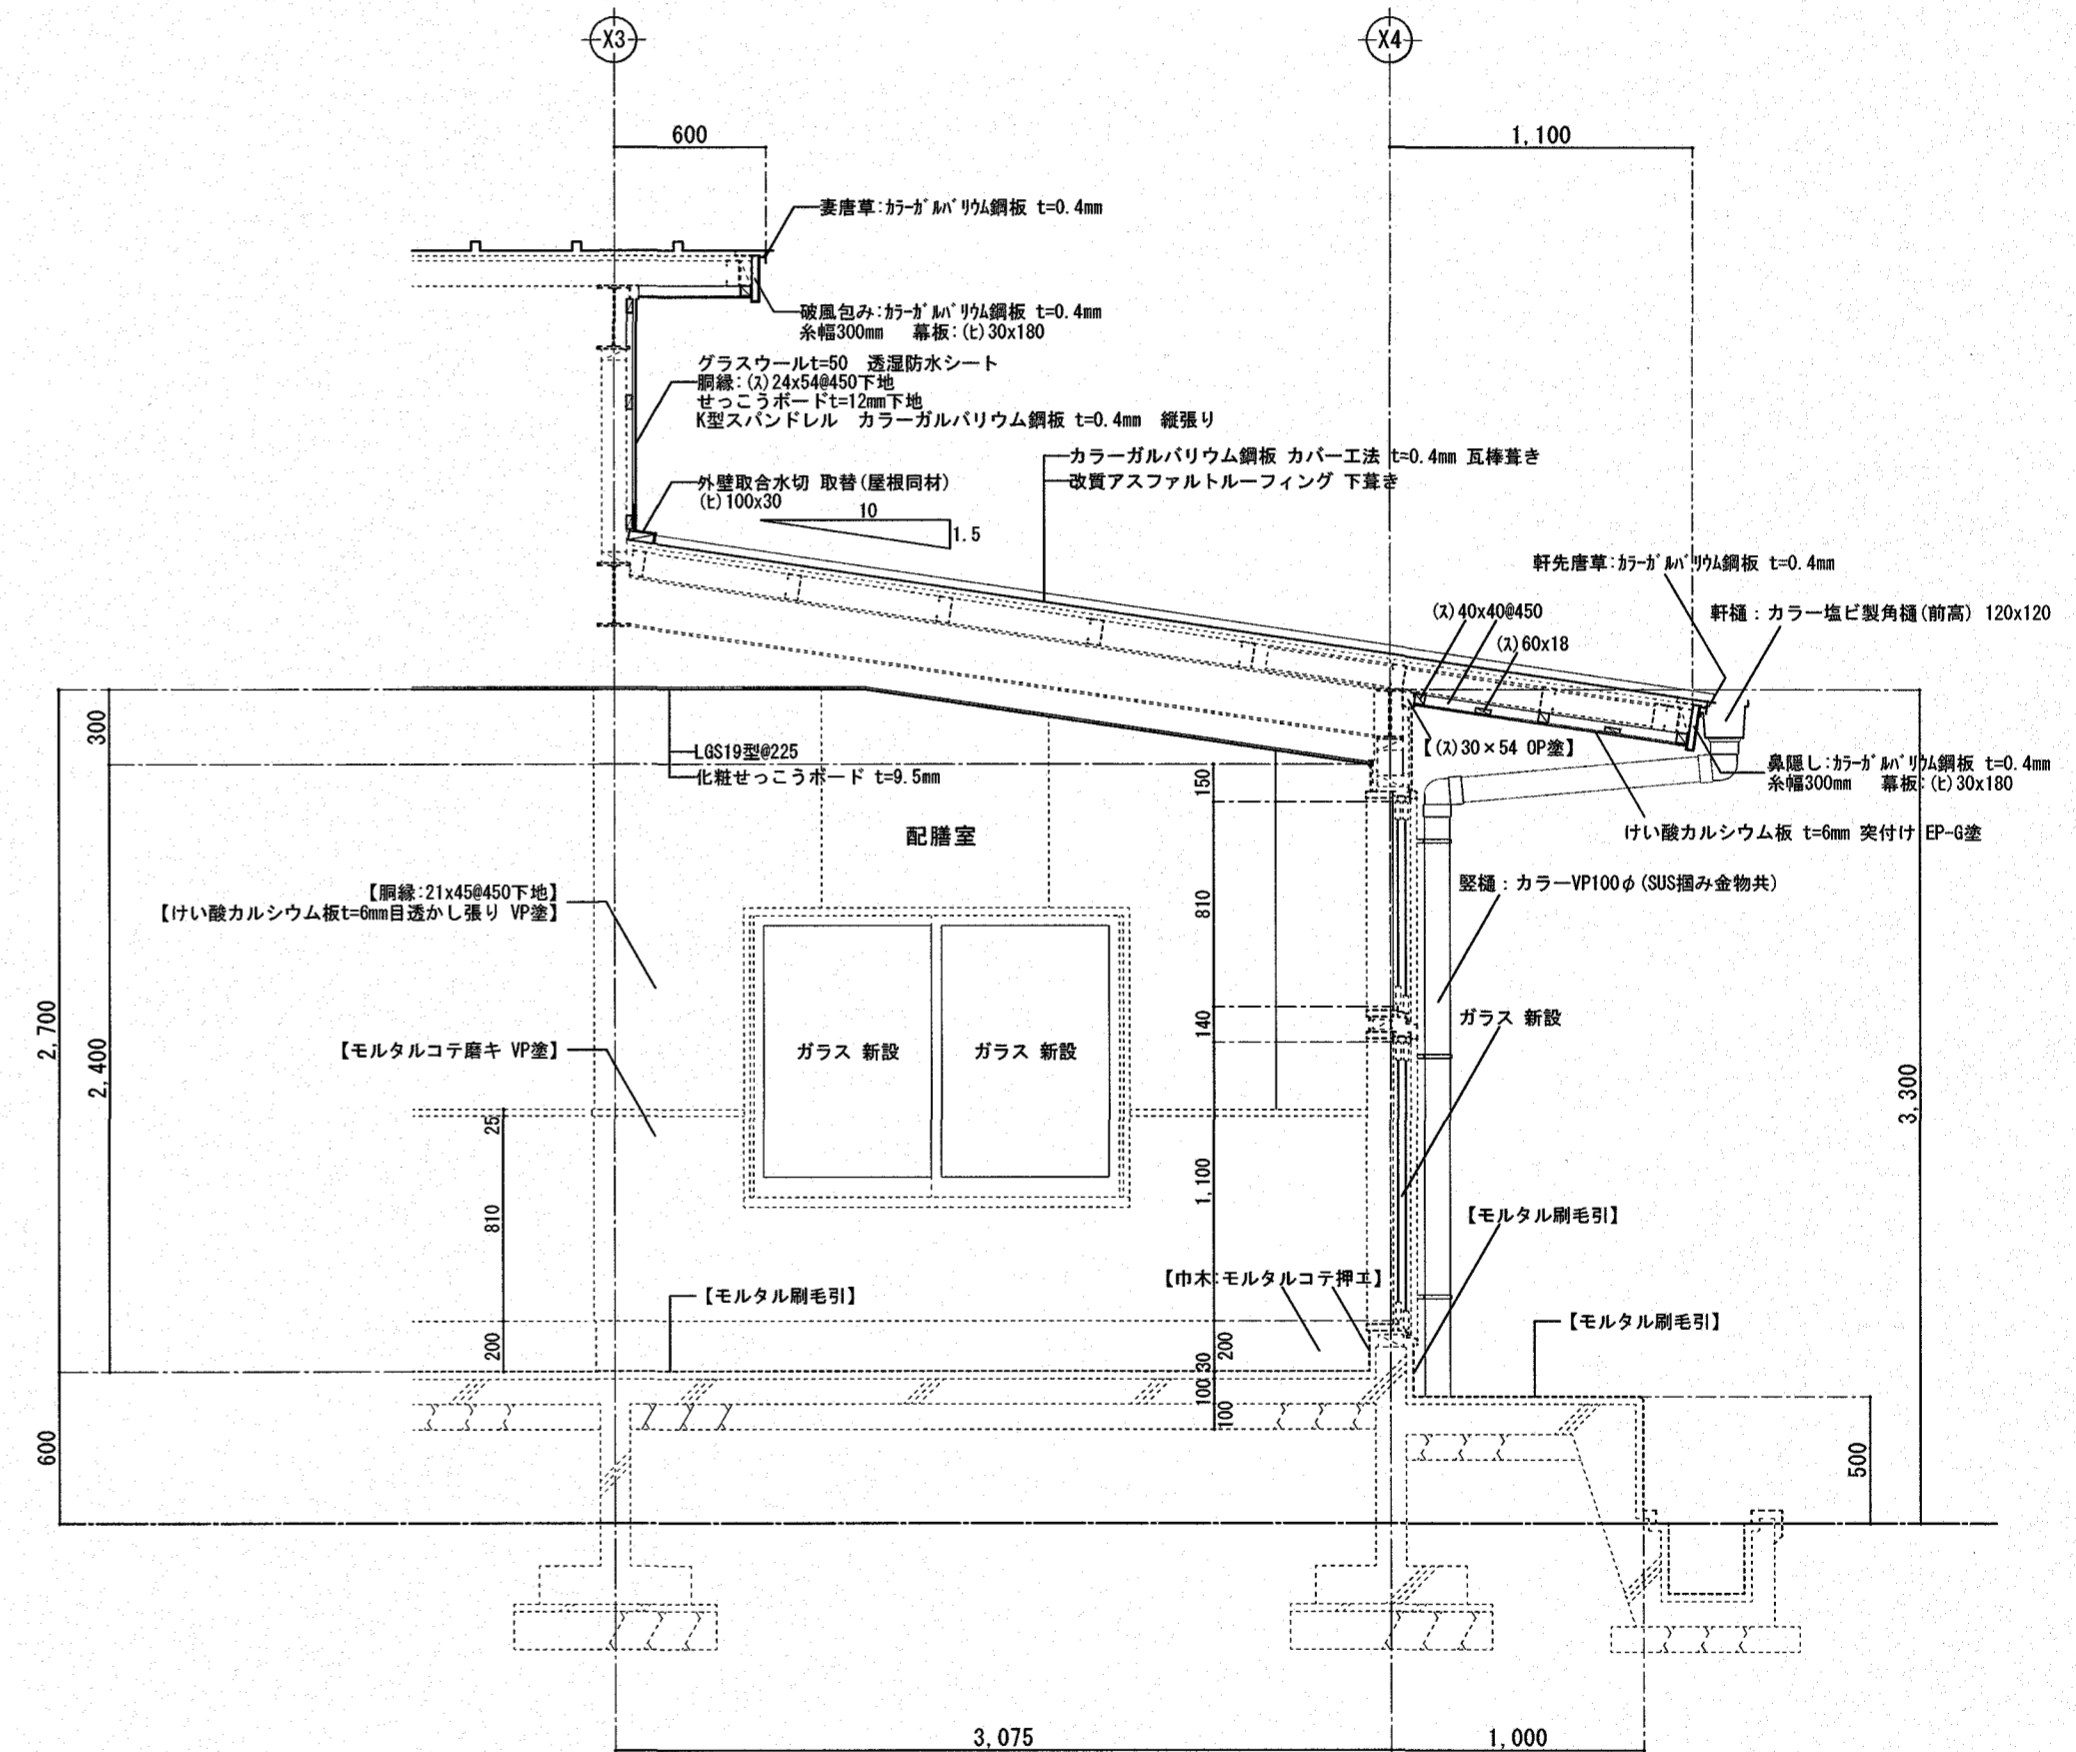 X3
X4
600
1,100
妻唐草:ｶﾗｰｶﾞﾙﾊﾞﾘｳﾑ鋼板 t=0.4mm
破風包み:ｶﾗｰｶﾞﾙﾊﾞﾘｳﾑ鋼板 t=0.4mm
糸幅300mm 幕板:(ﾋ)30x180
グラスウールt=50 透湿防水シート
胴縁:(ｽ)24x54@450下地
せっこうボードt=12mm下地
K型スパンドレル カラーガルバリウム鋼板 t=0.4mm 縦張り
カラーガルバリウム鋼板 カバー工法 t=0.4mm 瓦棒葺き
改質アスファルトルーフィング 下葺き
外壁取合水切 取替(屋根同材)
(ﾋ)100x30
10
1.5
軒先唐草:ｶﾗｰｶﾞﾙﾊﾞﾘｳﾑ鋼板 t=0.4mm
(ｽ)40x40@450
軒樋：カラー塩ビ製角樋(前高) 120x120
(ｽ)60x18
300
LGS19型@225
化粧せっこうボード t=9.5mm
【(ｽ)30×54 OP塗】
鼻隠し:ｶﾗｰｶﾞﾙﾊﾞﾘｳﾑ鋼板 t=0.4mm
糸幅300mm 幕板:(ﾋ)30x180
150
けい酸カルシウム板 t=6mm 突付け EP-G塗
配膳室
【胴縁:21x45@450下地】
【けい酸カルシウム板t=6mm目透かし張り VP塗】
810
竪樋：カラーVP100φ(SUS掴み金物共)
2,700
2,400
【モルタルコテ磨キ VP塗】
ガラス 新設
ガラス 新設
140
ガラス 新設
3,300
25
810
1,100
【モルタル刷毛引】
【巾木:モルタルコテ押エ】
【モルタル刷毛引】
【モルタル刷毛引】
200
200
30
100
100
600
500
3,075
1,000